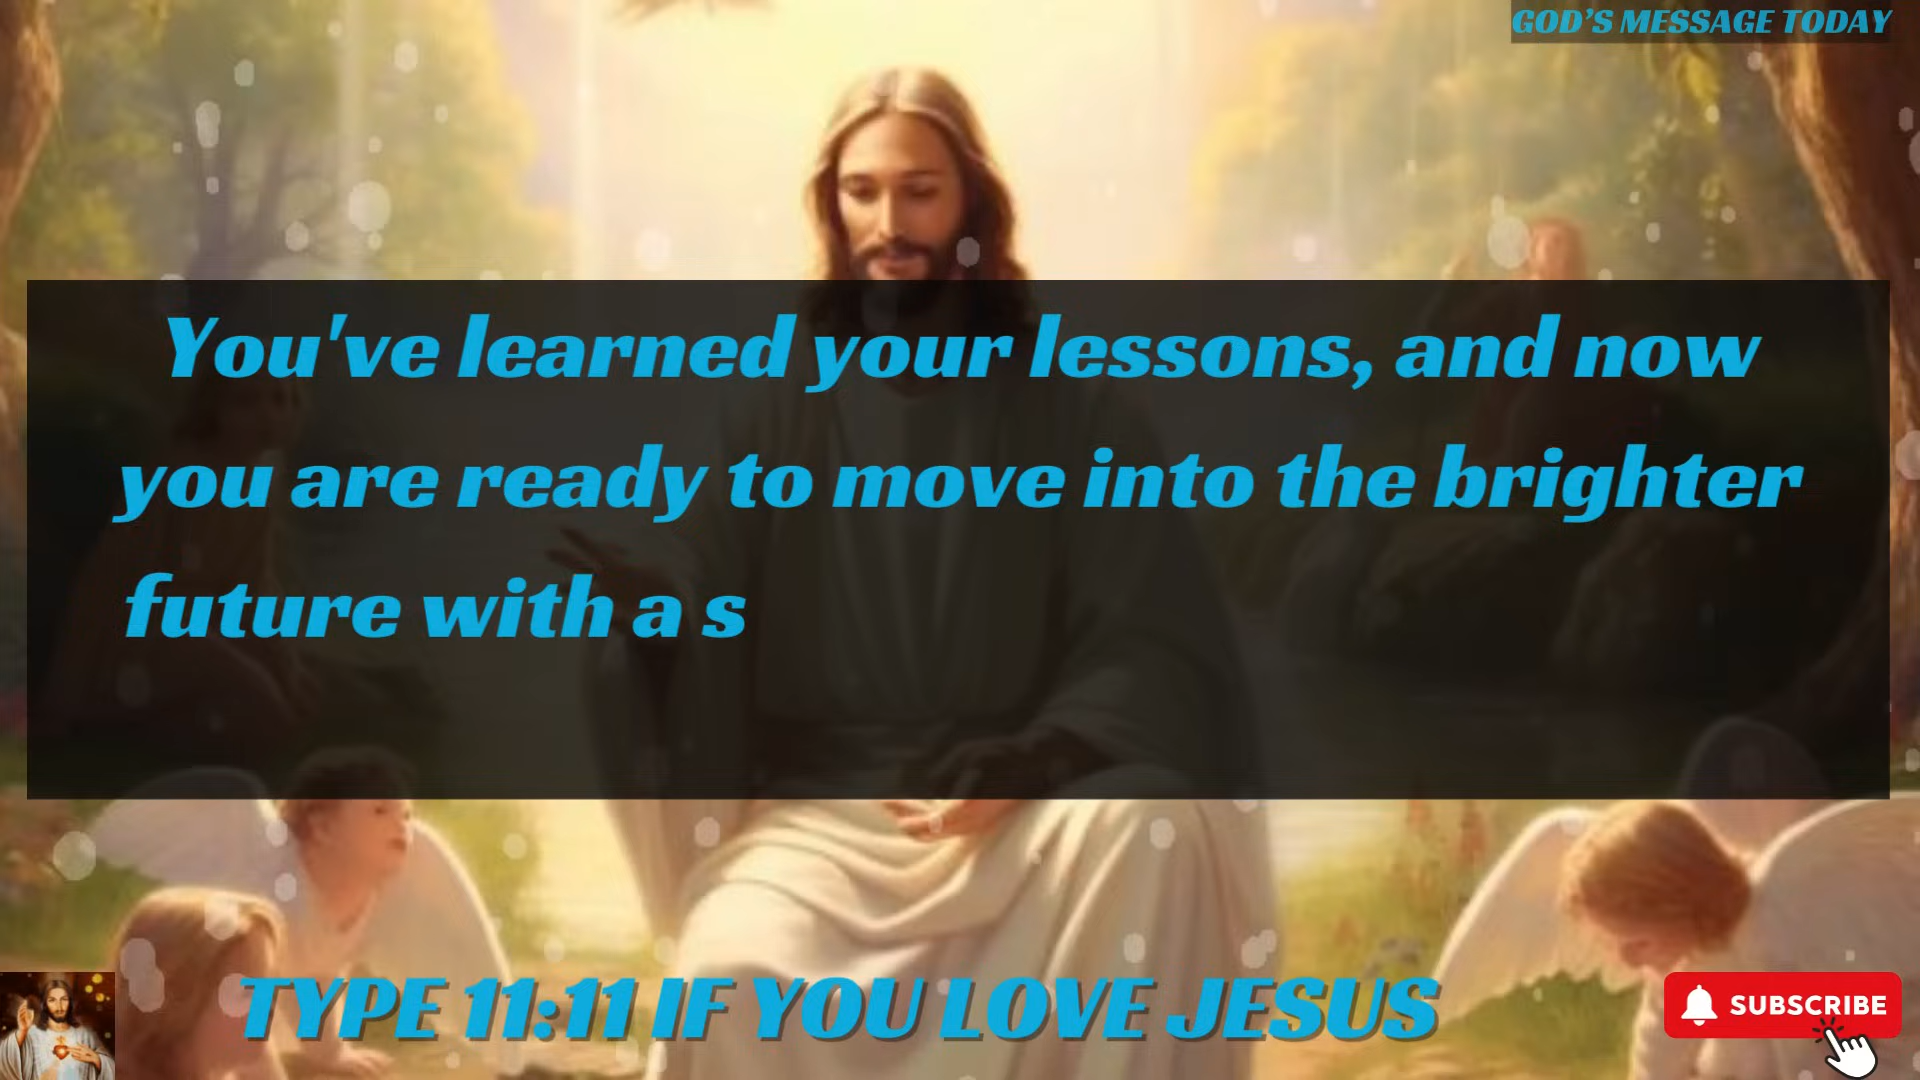 GOD'S MESSAGE TODAY
You've learned your lessons, and now
you are ready to move into the brighter
future with a s
TYPE 11:11 IF YOU LOVE JESUS
SUBSCRIBE